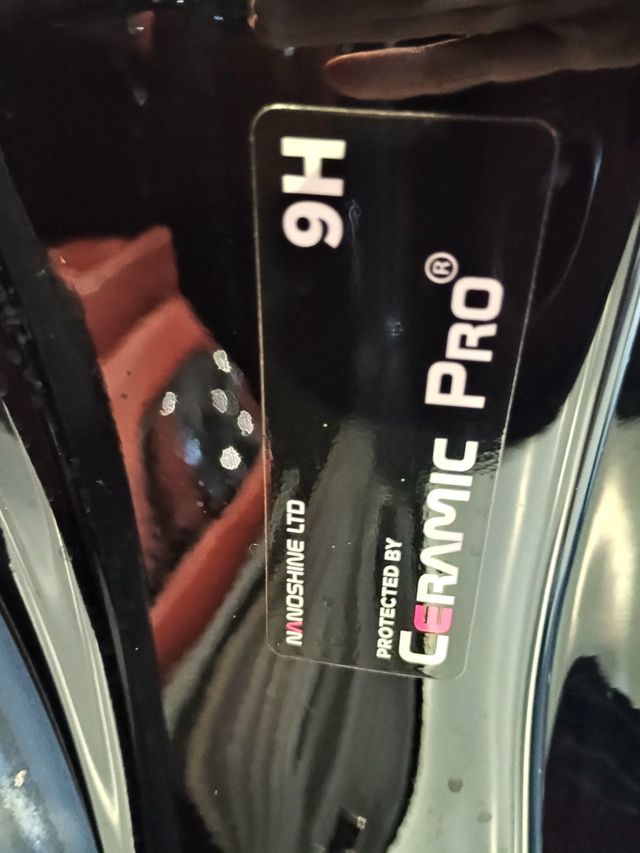 NANOSHINE LTD
9H
PROTECTED BY
CERAMIC PRO®